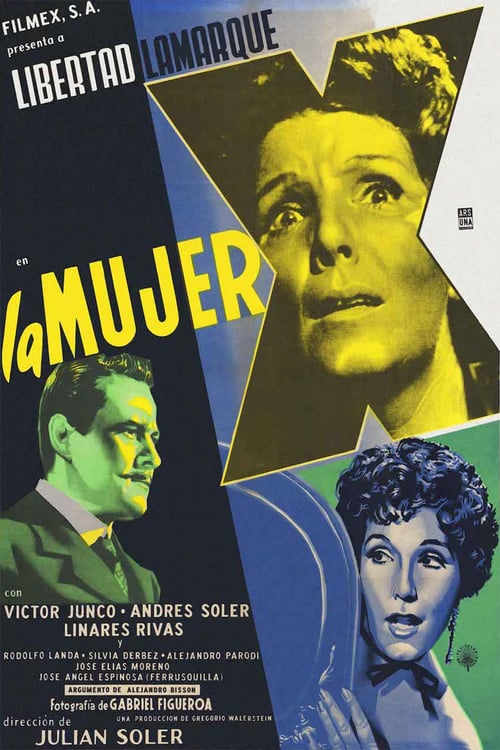 FILMEX, S.A.
presenta a
LIBERTAD LAMARQUE
ARS
UNA
en
la MUJER X
con
VICTOR JUNCO • ANDRES SOLER
LINARES RIVAS
y
RODOLFO LANDA • SILVIA DERBEZ • ALEJANDRO PARODI
JOSE ELIAS MORENO
JOSE ANGEL ESPINOSA (FERRUSQUILLA)
ARGUMENTO DE ALEJANDRO BISSON
Fotografía de GABRIEL FIGUEROA
UNA PRODUCCION DE GREGORIO WALERSTEIN
dirección de
JULIAN SOLER